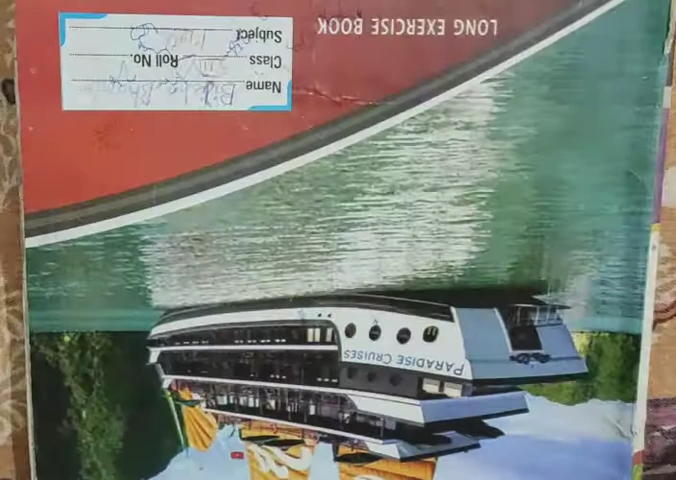 PARADISE CRUISES
LONG EXERCISE BOOK
Name
Class Roll No.
Subject